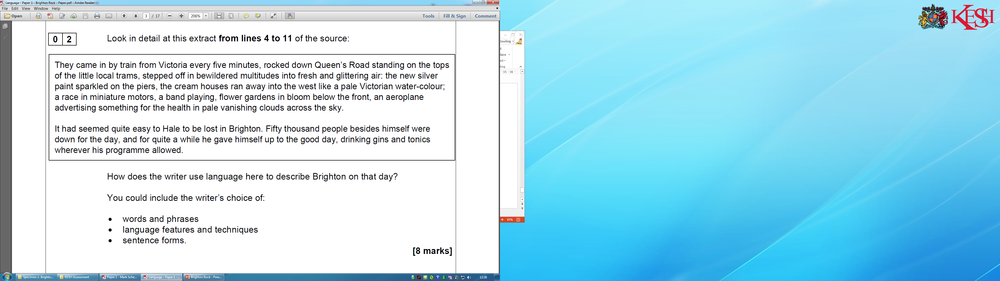 Language - Paper 1 - Brighton Rock - Paper.pdf - Adobe Reader
File Edit View Window Help
Open 3 / 17 206% Tools Fill & Sign Comment
KESH
0 2 Look in detail at this extract from lines 4 to 11 of the source:
They came in by train from Victoria every five minutes, rocked down Queen's Road standing on the tops
of the little local trams, stepped off in bewildered multitudes into fresh and glittering air: the new silver
paint sparkled on the piers, the cream houses ran away into the west like a pale Victorian water-colour;
a race in miniature motors, a band playing, flower gardens in bloom below the front, an aeroplane
advertising something for the health in pale vanishing clouds across the sky.
It had seemed quite easy to Hale to be lost in Brighton. Fifty thousand people besides himself were
down for the day, and for quite a while he gave himself up to the good day, drinking gins and tonics
wherever his programme allowed.
How does the writer use language here to describe Brighton on that day?
You could include the writer's choice of:
• words and phrases
• language features and techniques
• sentence forms.
[8 marks]
Dowling
lace
ect
ting
15 16
67%
Specimen 2. Brighto... KESH Assessment Paper 1 - Mark Sche... Language - Paper 1 -... Brighton Rock - Pow... 12:30